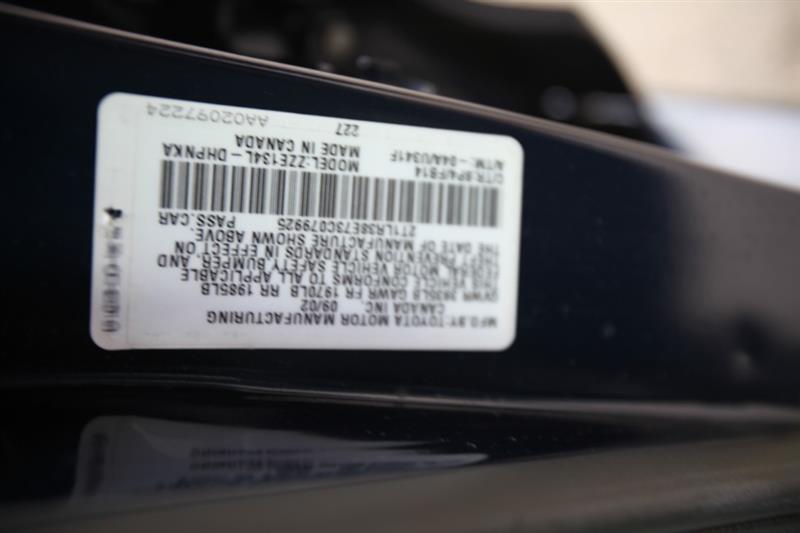 MFD.BY:TOYOTA MOTOR MANUFACTURING
CANADA INC. 09/02
GVWR 3635LB GAWR FR 1970LB RR 1985LB
THIS VEHICLE CONFORMS TO ALL APPLICABLE
FEDERAL MOTOR VEHICLE SAFETY BUMPER, AND
THEFT PREVENTION STANDARDS IN EFFECT ON
THE DATE OF MANUFACTURE SHOWN ABOVE.
2T1LR38E73C079925 PASS.CAR
C/TR:8P4/FB14 MODEL:ZZE134L-DHPNKA
A/TM:-04A/U341F MADE IN CANADA
227 AA02097224